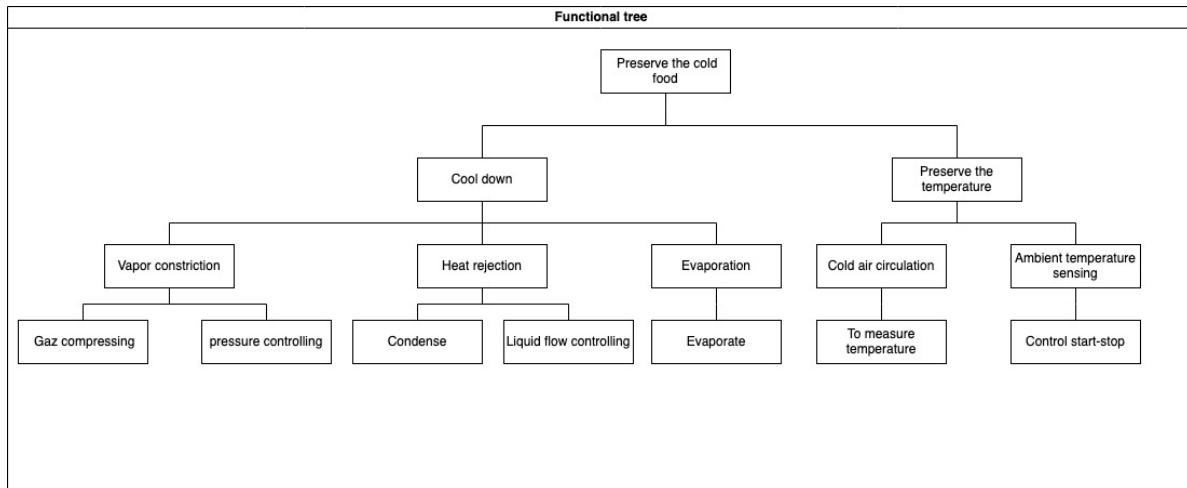 Functional tree
Preserve the cold
food
Cool down
Preserve the
temperature
Vapor constriction
Heat rejection
Evaporation
Cold air circulation
Ambient temperature
sensing
Gaz compressing
pressure controlling
Condense
Liquid flow controlling
Evaporate
To measure
temperature
Control start-stop